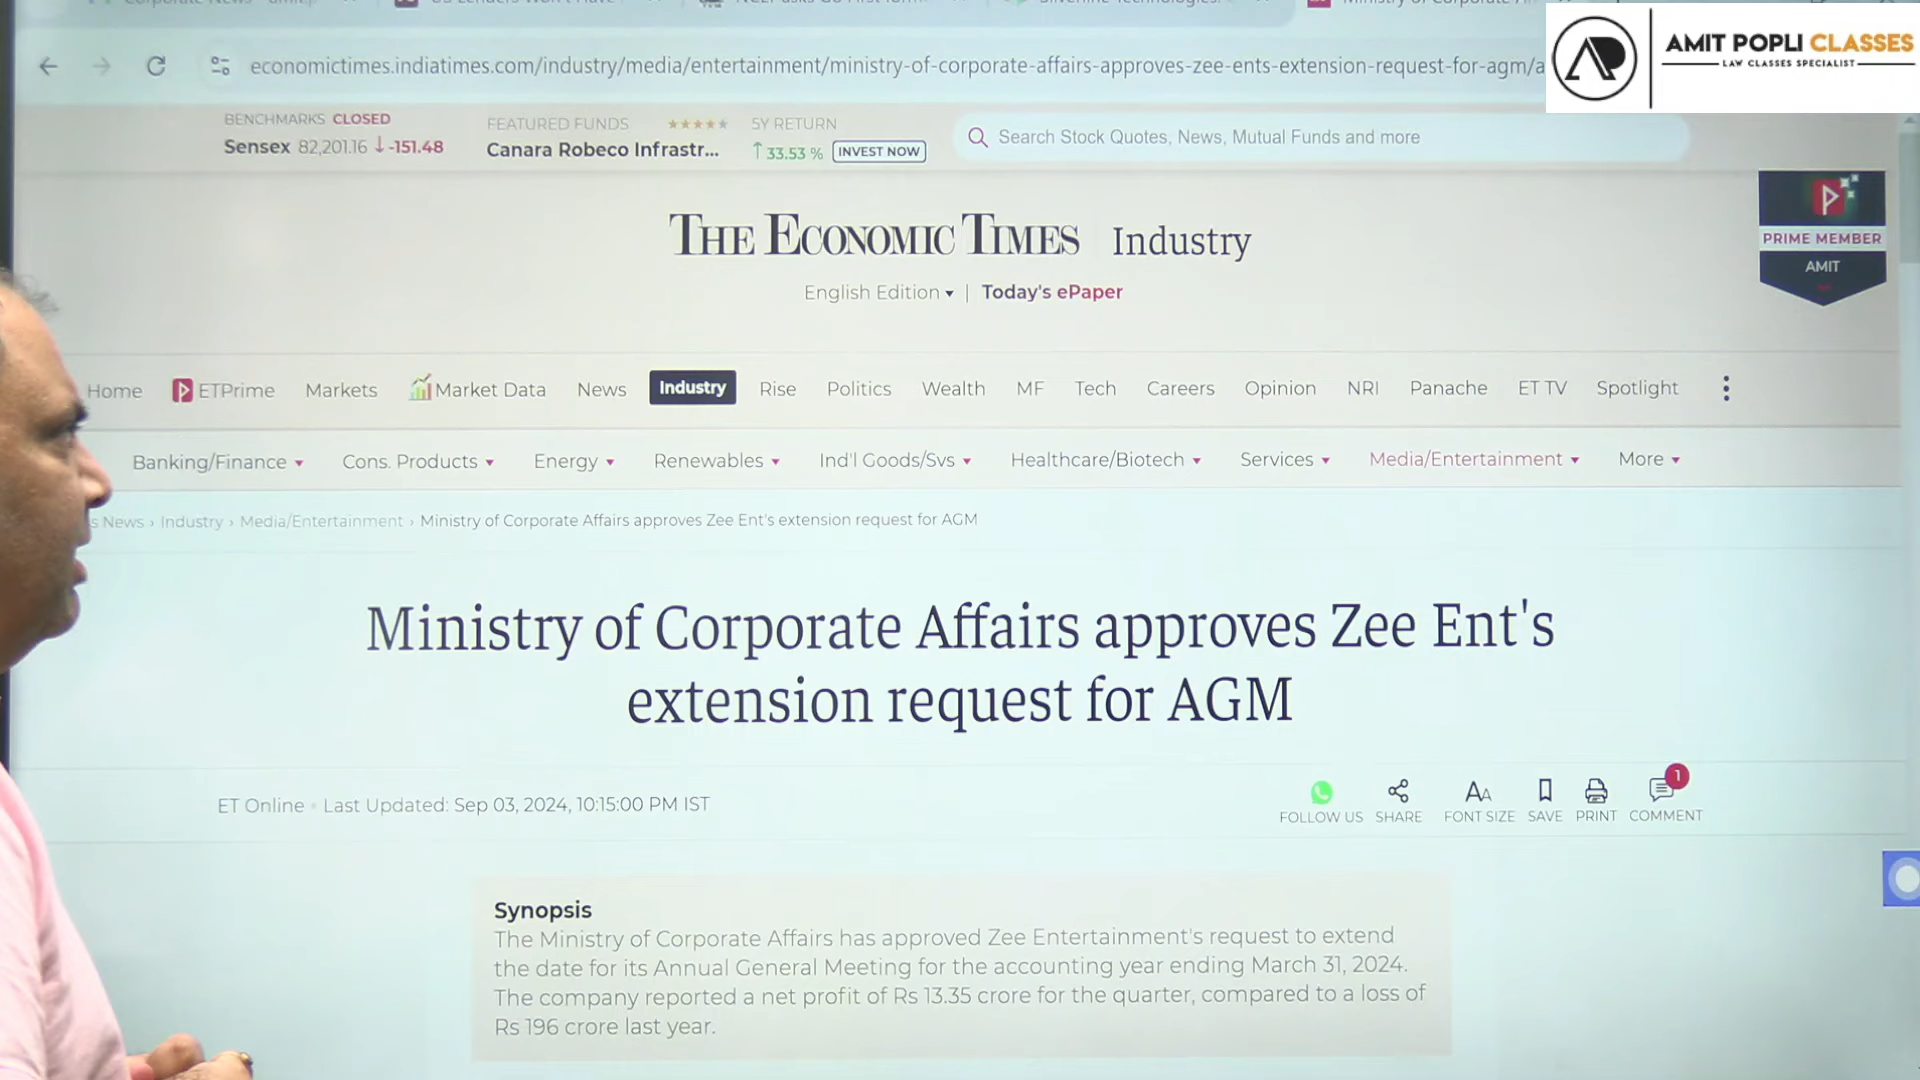 economictimes.indiatimes.com/industry/media/entertainment/ministry-of-corporate-affairs-approves-zee-ents-extension-request-for-agm/a
AMIT POPLI CLASSES
LAW CLASSES SPECIALIST
BENCHMARKS CLOSED
Sensex 82,201.16 ↓ -151.48
FEATURED FUNDS ★★★★★
Canara Robeco Infrastr...
5Y RETURN
↑ 33.53 % INVEST NOW
Search Stock Quotes, News, Mutual Funds and more
PRIME MEMBER
AMIT
THE ECONOMIC TIMES Industry
English Edition ▾ | Today's ePaper
Home ETPrime Markets Market Data News Industry Rise Politics Wealth MF Tech Careers Opinion NRI Panache ET TV Spotlight
Banking/Finance ▾ Cons. Products ▾ Energy ▾ Renewables ▾ Ind'l Goods/Svs ▾ Healthcare/Biotech ▾ Services ▾ Media/Entertainment ▾ More ▾
News › Industry › Media/Entertainment › Ministry of Corporate Affairs approves Zee Ent's extension request for AGM
Ministry of Corporate Affairs approves Zee Ent's
extension request for AGM
ET Online • Last Updated: Sep 03, 2024, 10:15:00 PM IST
1
FOLLOW US SHARE FONT SIZE SAVE PRINT COMMENT
Synopsis
The Ministry of Corporate Affairs has approved Zee Entertainment's request to extend
the date for its Annual General Meeting for the accounting year ending March 31, 2024.
The company reported a net profit of Rs 13.35 crore for the quarter, compared to a loss of
Rs 196 crore last year.